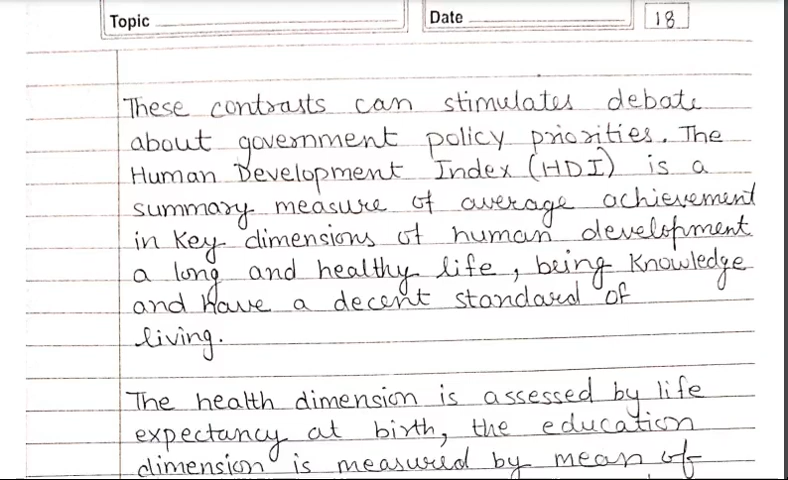 Topic
Date
18
These contrasts can stimulates debate
about government policy priorities. The
Human Development Index (HDI) is a
summary measure of average achievement
in key dimensions of human development
a long and healthy life, being knowledge
and have a decent standard of
living.
The health dimension is assessed by life
expectancy at birth, the education
dimension is measured by mean of